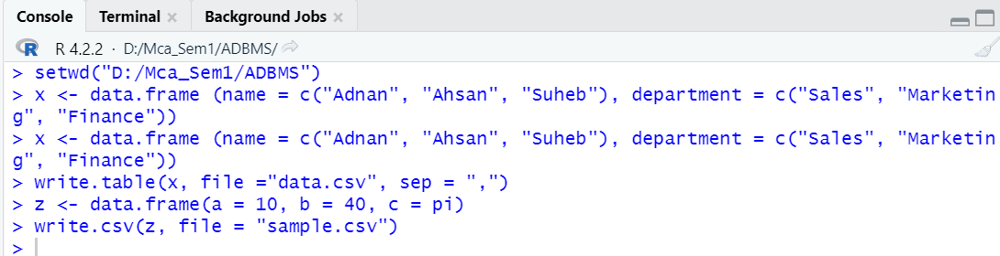 Console Terminal × Background Jobs ×
R R 4.2.2 · D:/Mca_Sem1/ADBMS/
> setwd("D:/Mca_Sem1/ADBMS")
> x <- data.frame (name = c("Adnan", "Ahsan", "Suheb"), department = c("Sales", "Marketin
g", "Finance"))
> x <- data.frame (name = c("Adnan", "Ahsan", "Suheb"), department = c("Sales", "Marketin
g", "Finance"))
> write.table(x, file ="data.csv", sep = ",")
> z <- data.frame(a = 10, b = 40, c = pi)
> write.csv(z, file = "sample.csv")
>